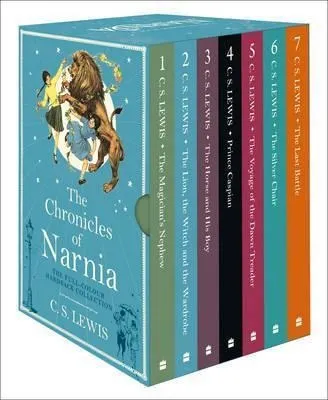 Narnia
The
Chronicles
of
Narnia
THE FULL-COLOUR
HARDBACK COLLECTION
C. S. LEWIS
1 C. S. LEWIS • The Magician's Nephew
2 C. S. LEWIS • The Lion, the Witch and the Wardrobe
3 C. S. LEWIS • The Horse and His Boy
4 C. S. LEWIS • Prince Caspian
5 C. S. LEWIS • The Voyage of the Dawn Treader
6 C. S. LEWIS • The Silver Chair
7 C. S. LEWIS • The Last Battle